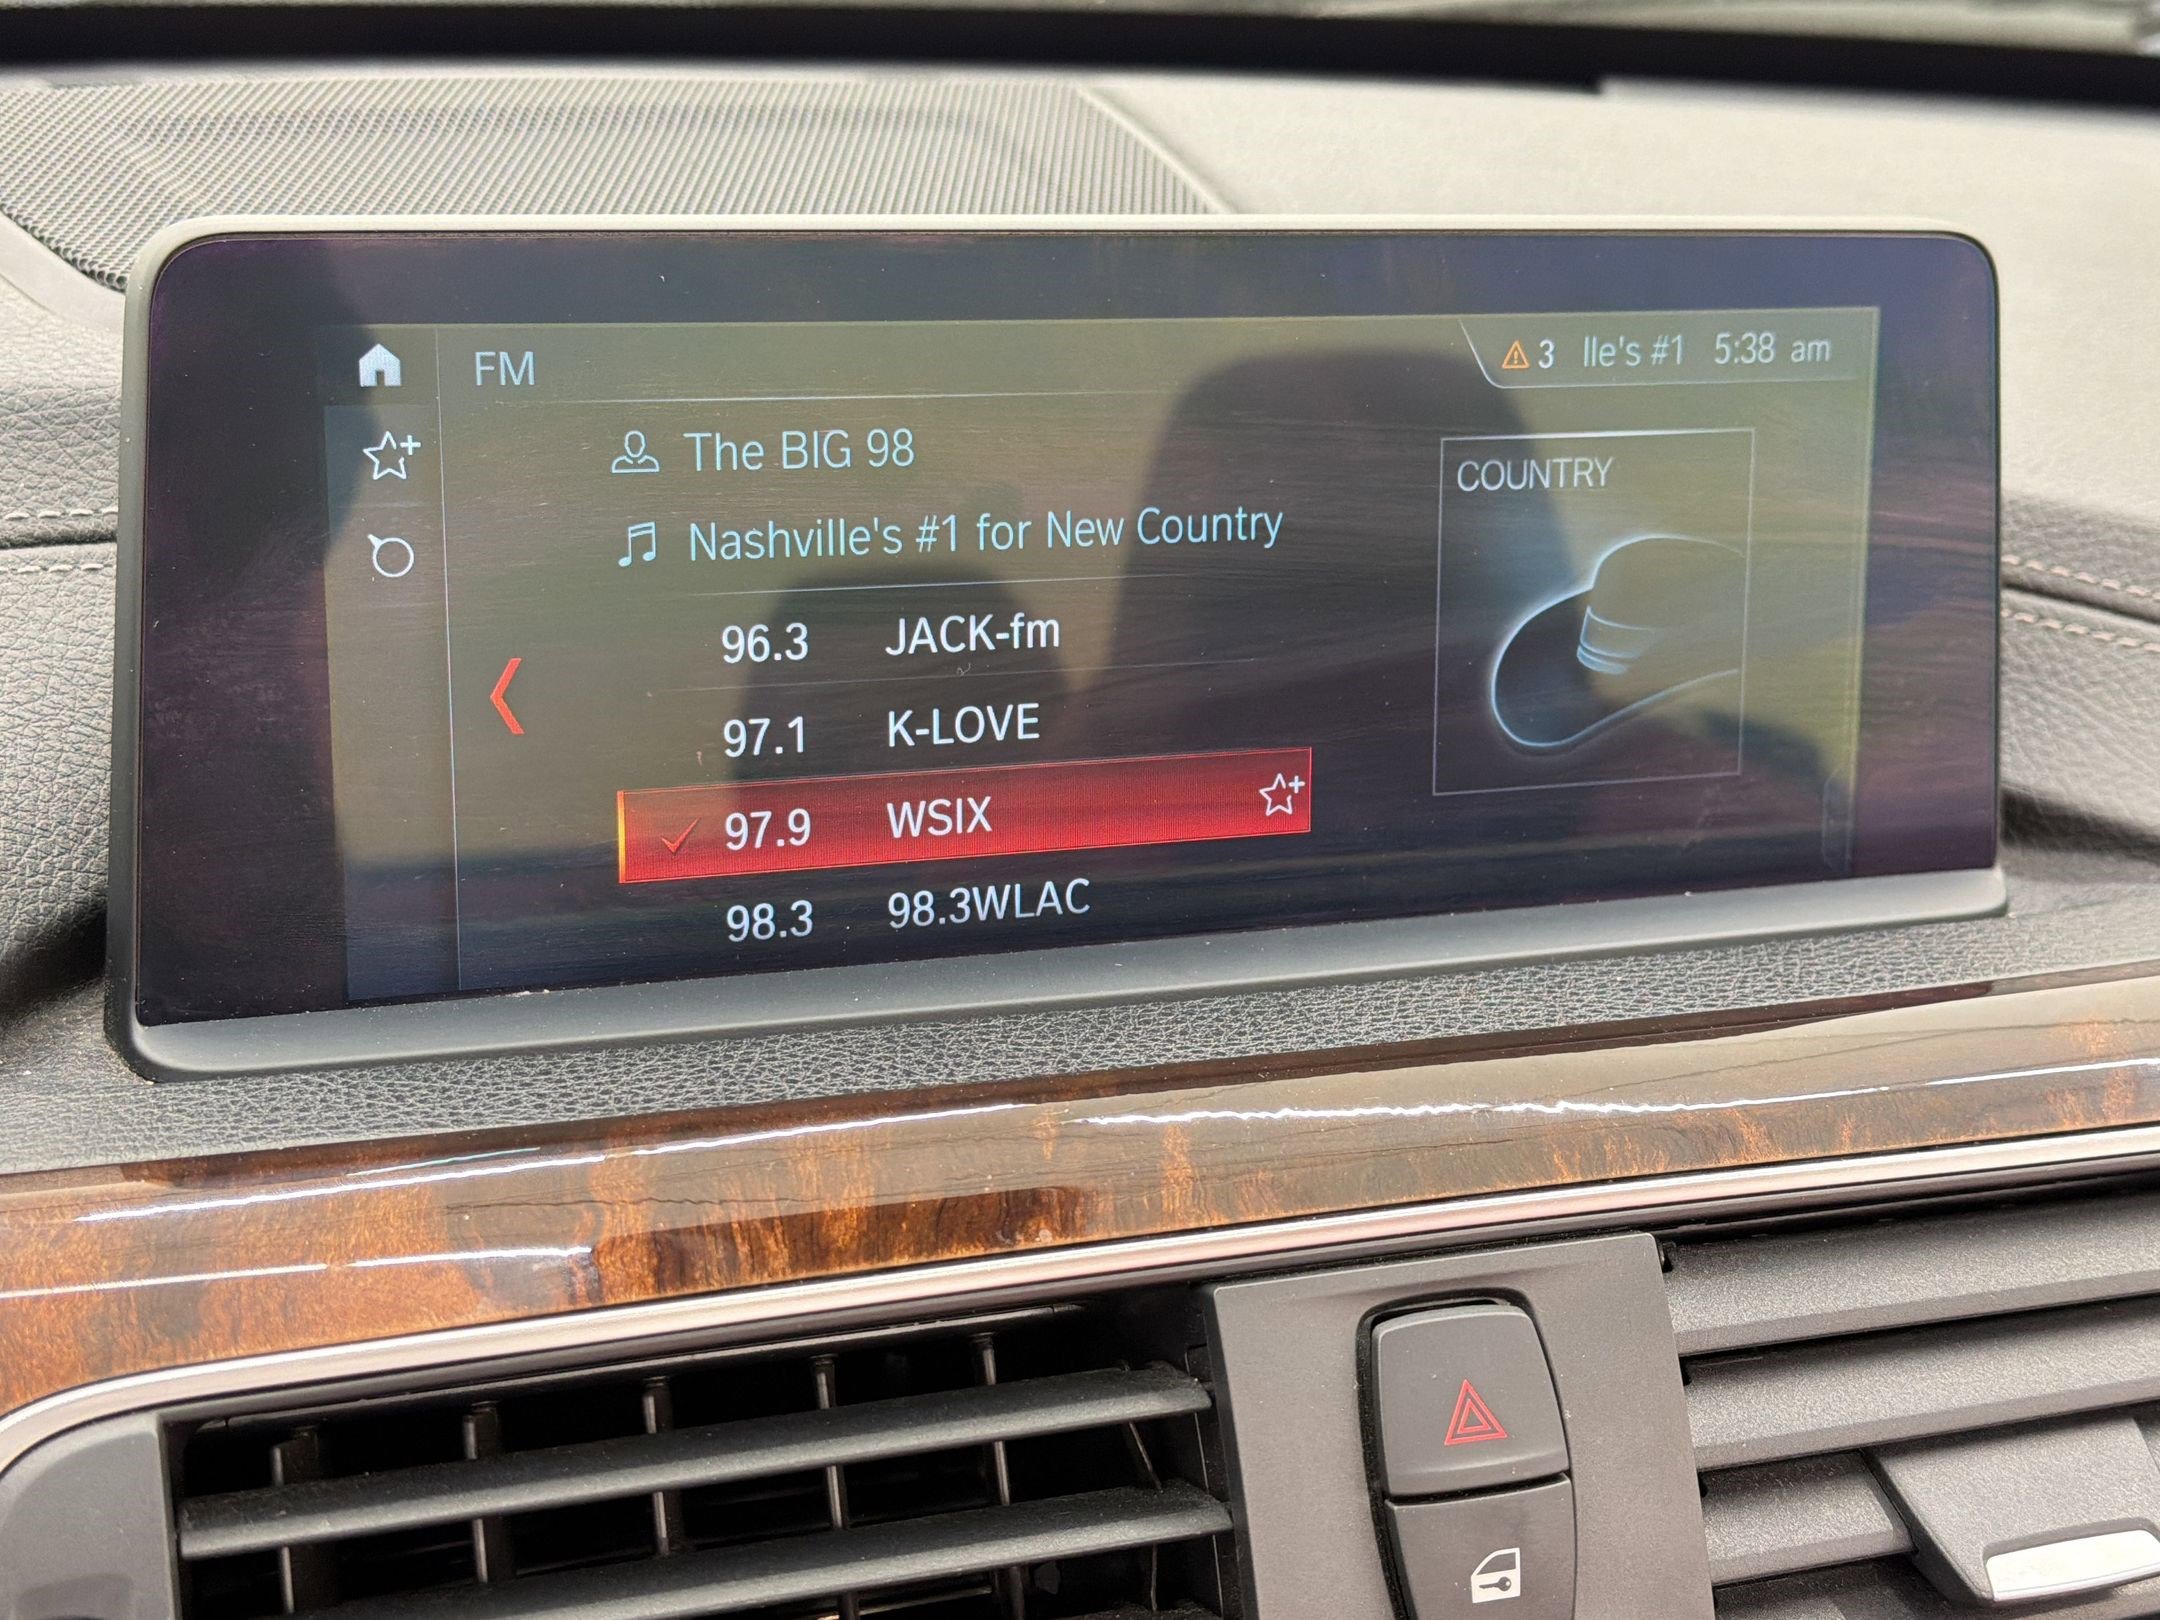 FM
3 lle's #1 5:38 am
The BIG 98
Nashville's #1 for New Country
COUNTRY
96.3 JACK-fm
97.1 K-LOVE
97.9 WSIX
98.3 98.3WLAC